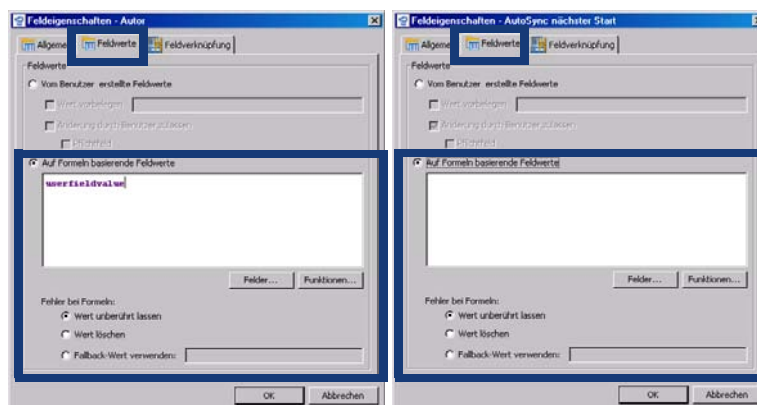 Feldeigenschaften - Autor
Allgeme
Feldwerte
Feldverknüpfung
Feldwerte
Vom Benutzer erstellte Feldwerte
Wert vorbelegen:
Änderung durch Benutzer zulassen
Pflichtfeld
Auf Formeln basierende Feldwerte
userfieldvalue
Felder...
Funktionen...
Fehler bei Formeln:
Wert unberührt lassen
Wert löschen
Fallback-Wert verwenden:
OK
Abbrechen
Feldeigenschaften - AutoSync nächster Start
Allgeme
Feldwerte
Feldverknüpfung
Feldwerte
Vom Benutzer erstellte Feldwerte
Wert vorbelegen:
Änderung durch Benutzer zulassen
Pflichtfeld
Auf Formeln basierende Feldwerte
Felder...
Funktionen...
Fehler bei Formeln:
Wert unberührt lassen
Wert löschen
Fallback-Wert verwenden:
OK
Abbrechen